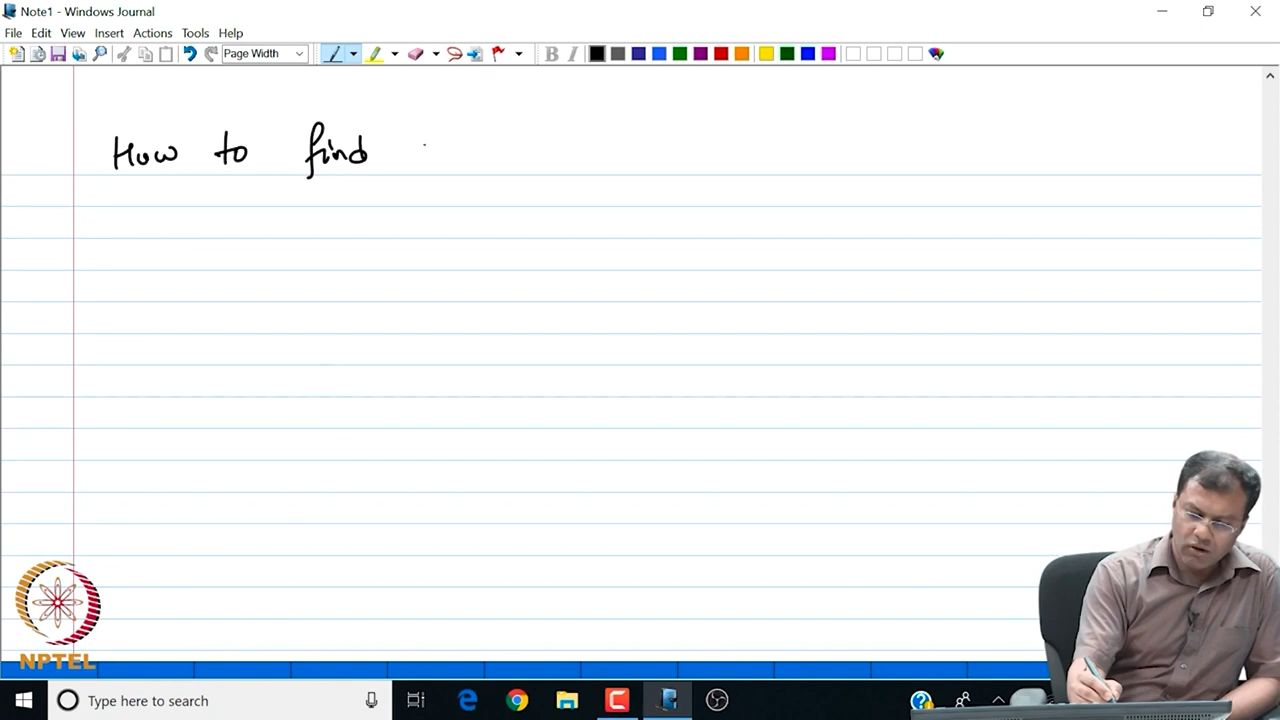 Note1 - Windows Journal
File Edit View Insert Actions Tools Help
Page Width
B I
How to find
NPTEL
Type here to search